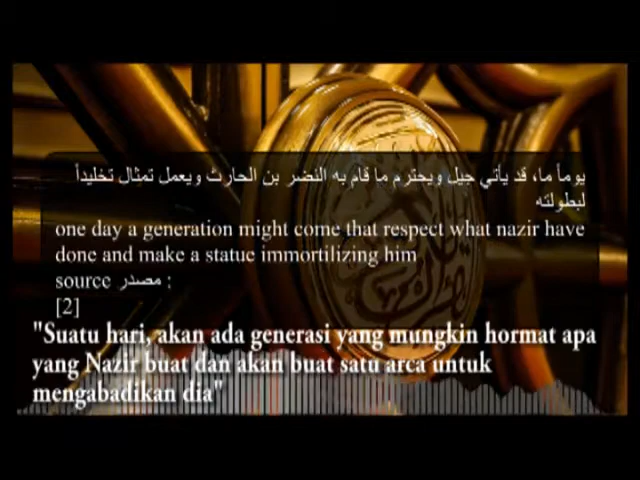 يوماً ما، قد يأتي جيل ويحترم ما قام به النضر بن الحارث ويعمل تمثال تخليداً
لبطولته
one day a generation might come that respect what nazir have
done and make a statue immortilizing him
source مصدر :
[2]
"Suatu hari, akan ada generasi yang mungkin hormat apa
yang Nazir buat dan akan buat satu arca untuk
mengabadikan dia"